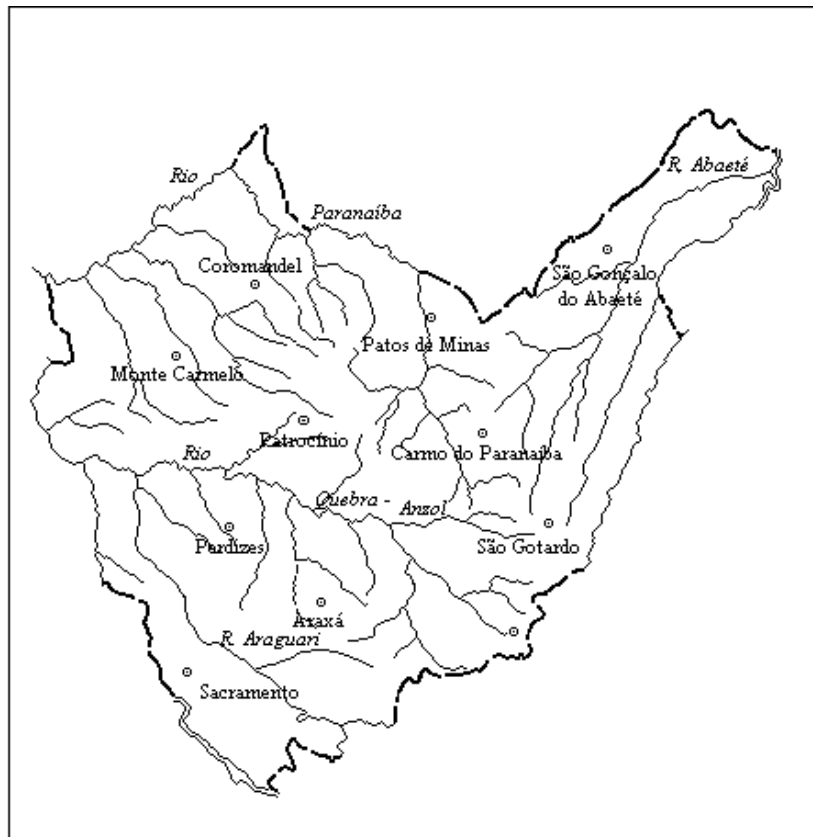 R. Abaeté
Rio
Paranaíba
Coromandel
São Gonçalo
do Abaeté
Patos de Minas
Monte Carmelo
Patrocínio
Carmo do Paranaíba
Rio
Quebra - Anzol
Perdizes
São Gotardo
Araxá
R. Araguari
Sacramento